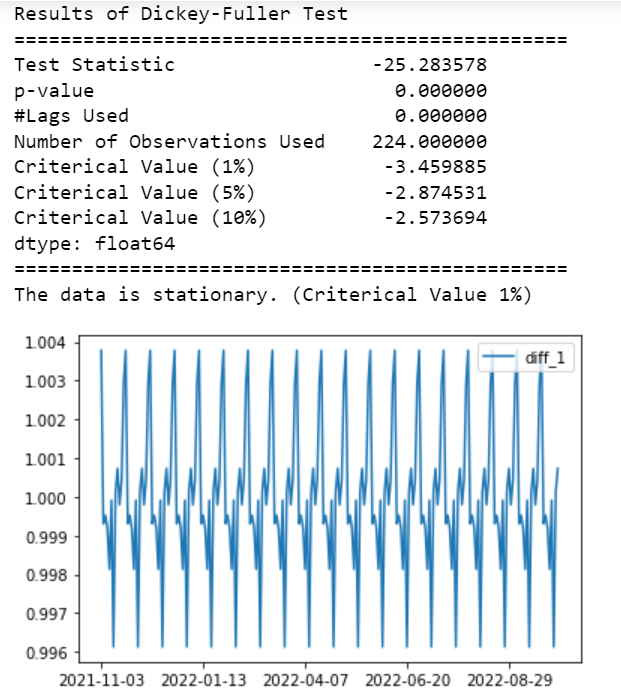 Results of Dickey-Fuller Test
================================================
Test Statistic -25.283578
p-value 0.000000
#Lags Used 0.000000
Number of Observations Used 224.000000
Criterical Value (1%) -3.459885
Criterical Value (5%) -2.874531
Criterical Value (10%) -2.573694
dtype: float64
================================================
The data is stationary. (Criterical Value 1%)
diff_1
1.004
1.003
1.002
1.001
1.000
0.999
0.998
0.997
0.996
2021-11-03 2022-01-13 2022-04-07 2022-06-20 2022-08-29